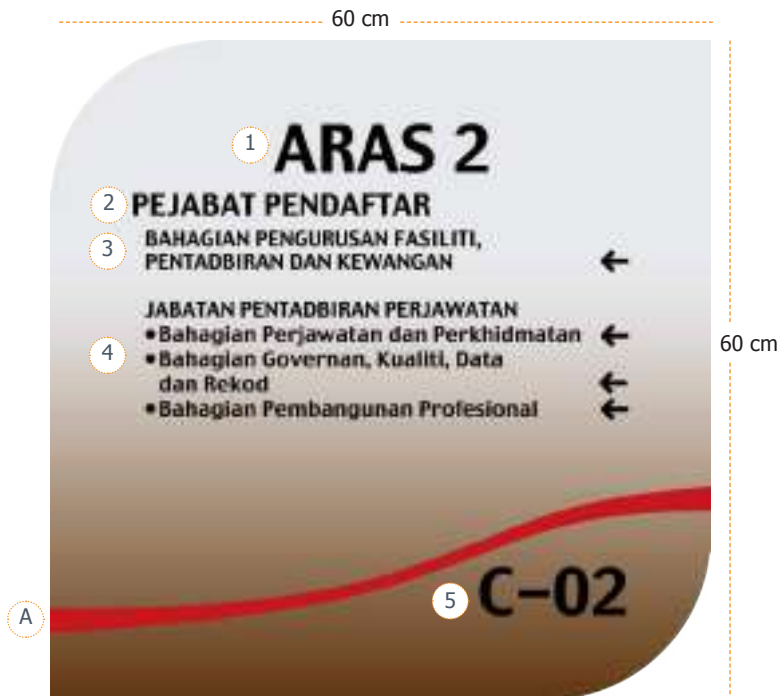 60 cm
1 ARAS 2
2 PEJABAT PENDAFTAR
3 BAHAGIAN PENGURUSAN FASILITI,
PENTADBIRAN DAN KEWANGAN ←
JABATAN PENTADBIRAN PERJAWATAN
•Bahagian Perjawatan dan Perkhidmatan ←
60 cm
4 •Bahagian Governan, Kualiti, Data
dan Rekod ←
•Bahagian Pembangunan Profesional ←
5 C-02
A